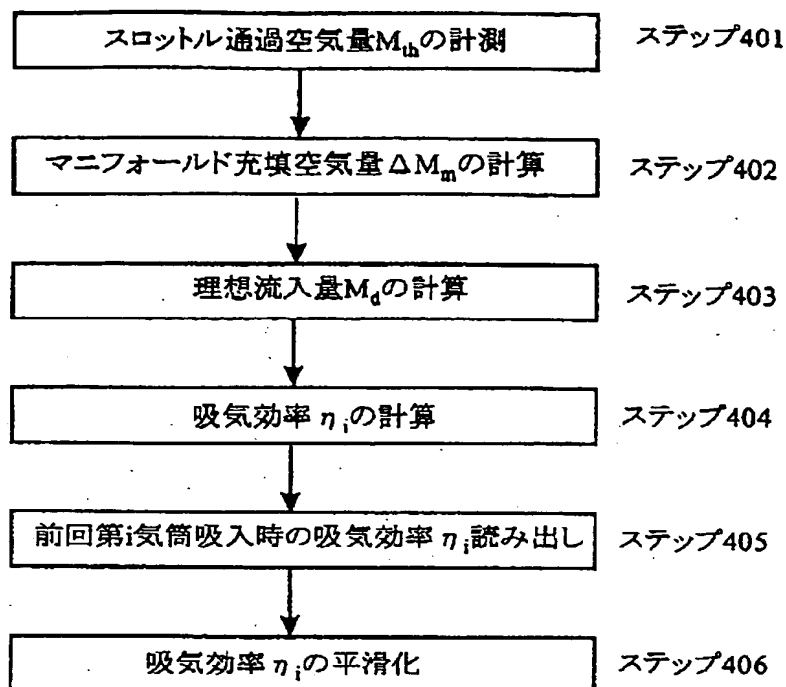 スロットル通過空気量Mthの計測 ステップ401
マニフォールド充填空気量ΔMmの計算 ステップ402
理想流入量Mdの計算 ステップ403
吸気効率ηiの計算 ステップ404
前回第i気筒吸入時の吸気効率ηi読み出し ステップ405
吸気効率ηiの平滑化 ステップ406